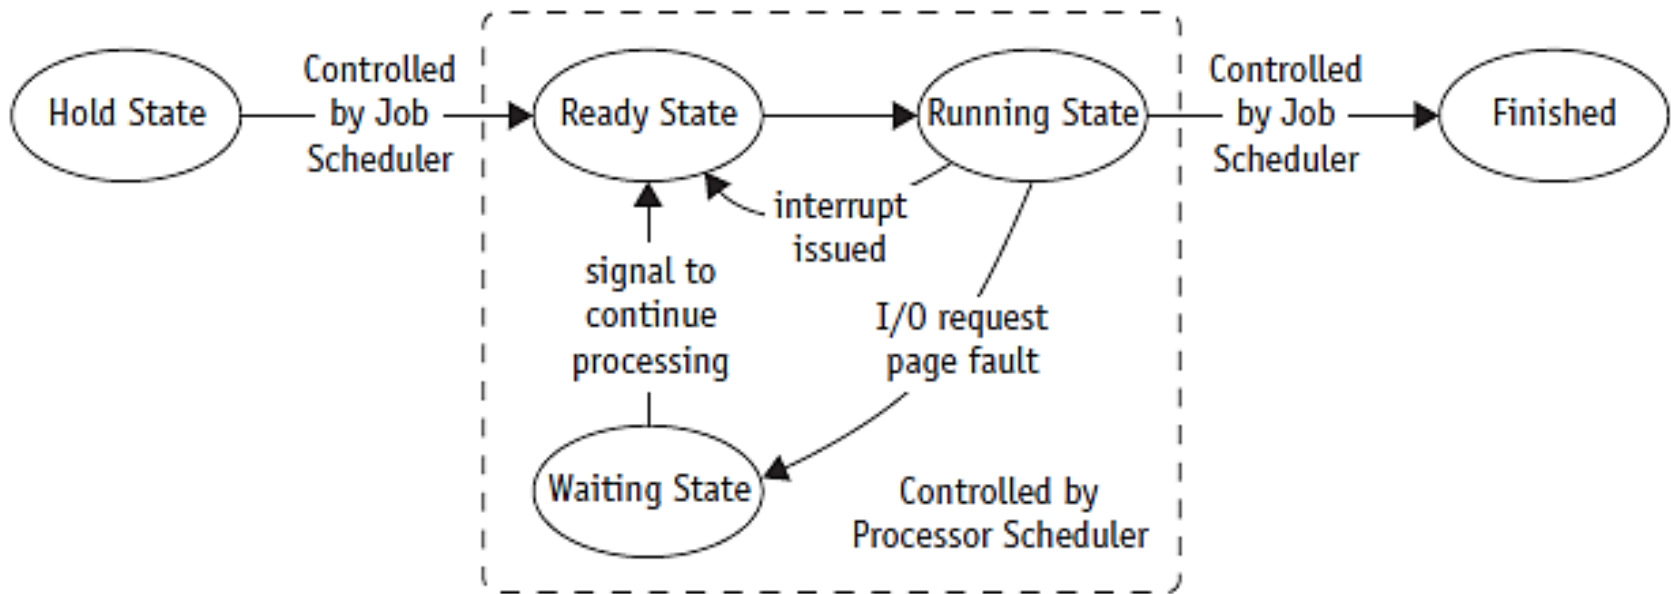 Hold State
Controlled
by Job
Scheduler
Ready State
Running State
Controlled
by Job
Scheduler
Finished
interrupt
issued
signal to
continue
processing
I/O request
page fault
Waiting State
Controlled by
Processor Scheduler